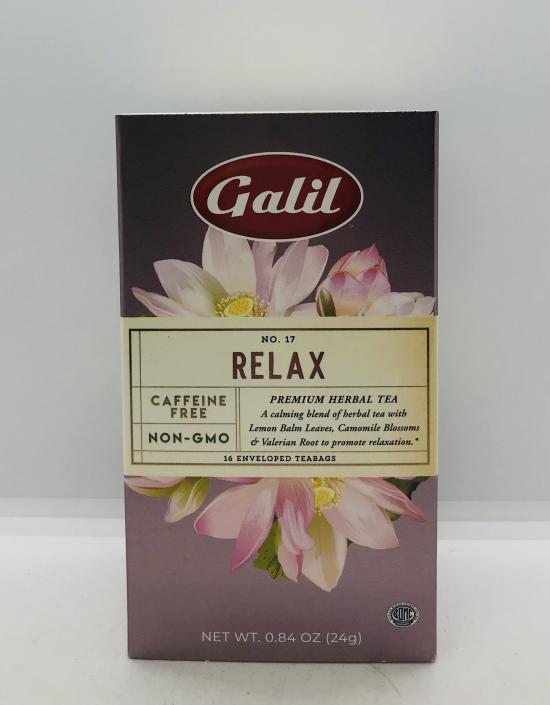 Galil
NO. 17
RELAX
CAFFEINE
FREE
NON-GMO
PREMIUM HERBAL TEA
A calming blend of herbal tea with
Lemon Balm Leaves, Camomile Blossoms
& Valerian Root to promote relaxation.*
16 ENVELOPED TEABAGS
NET WT. 0.84 OZ (24g)